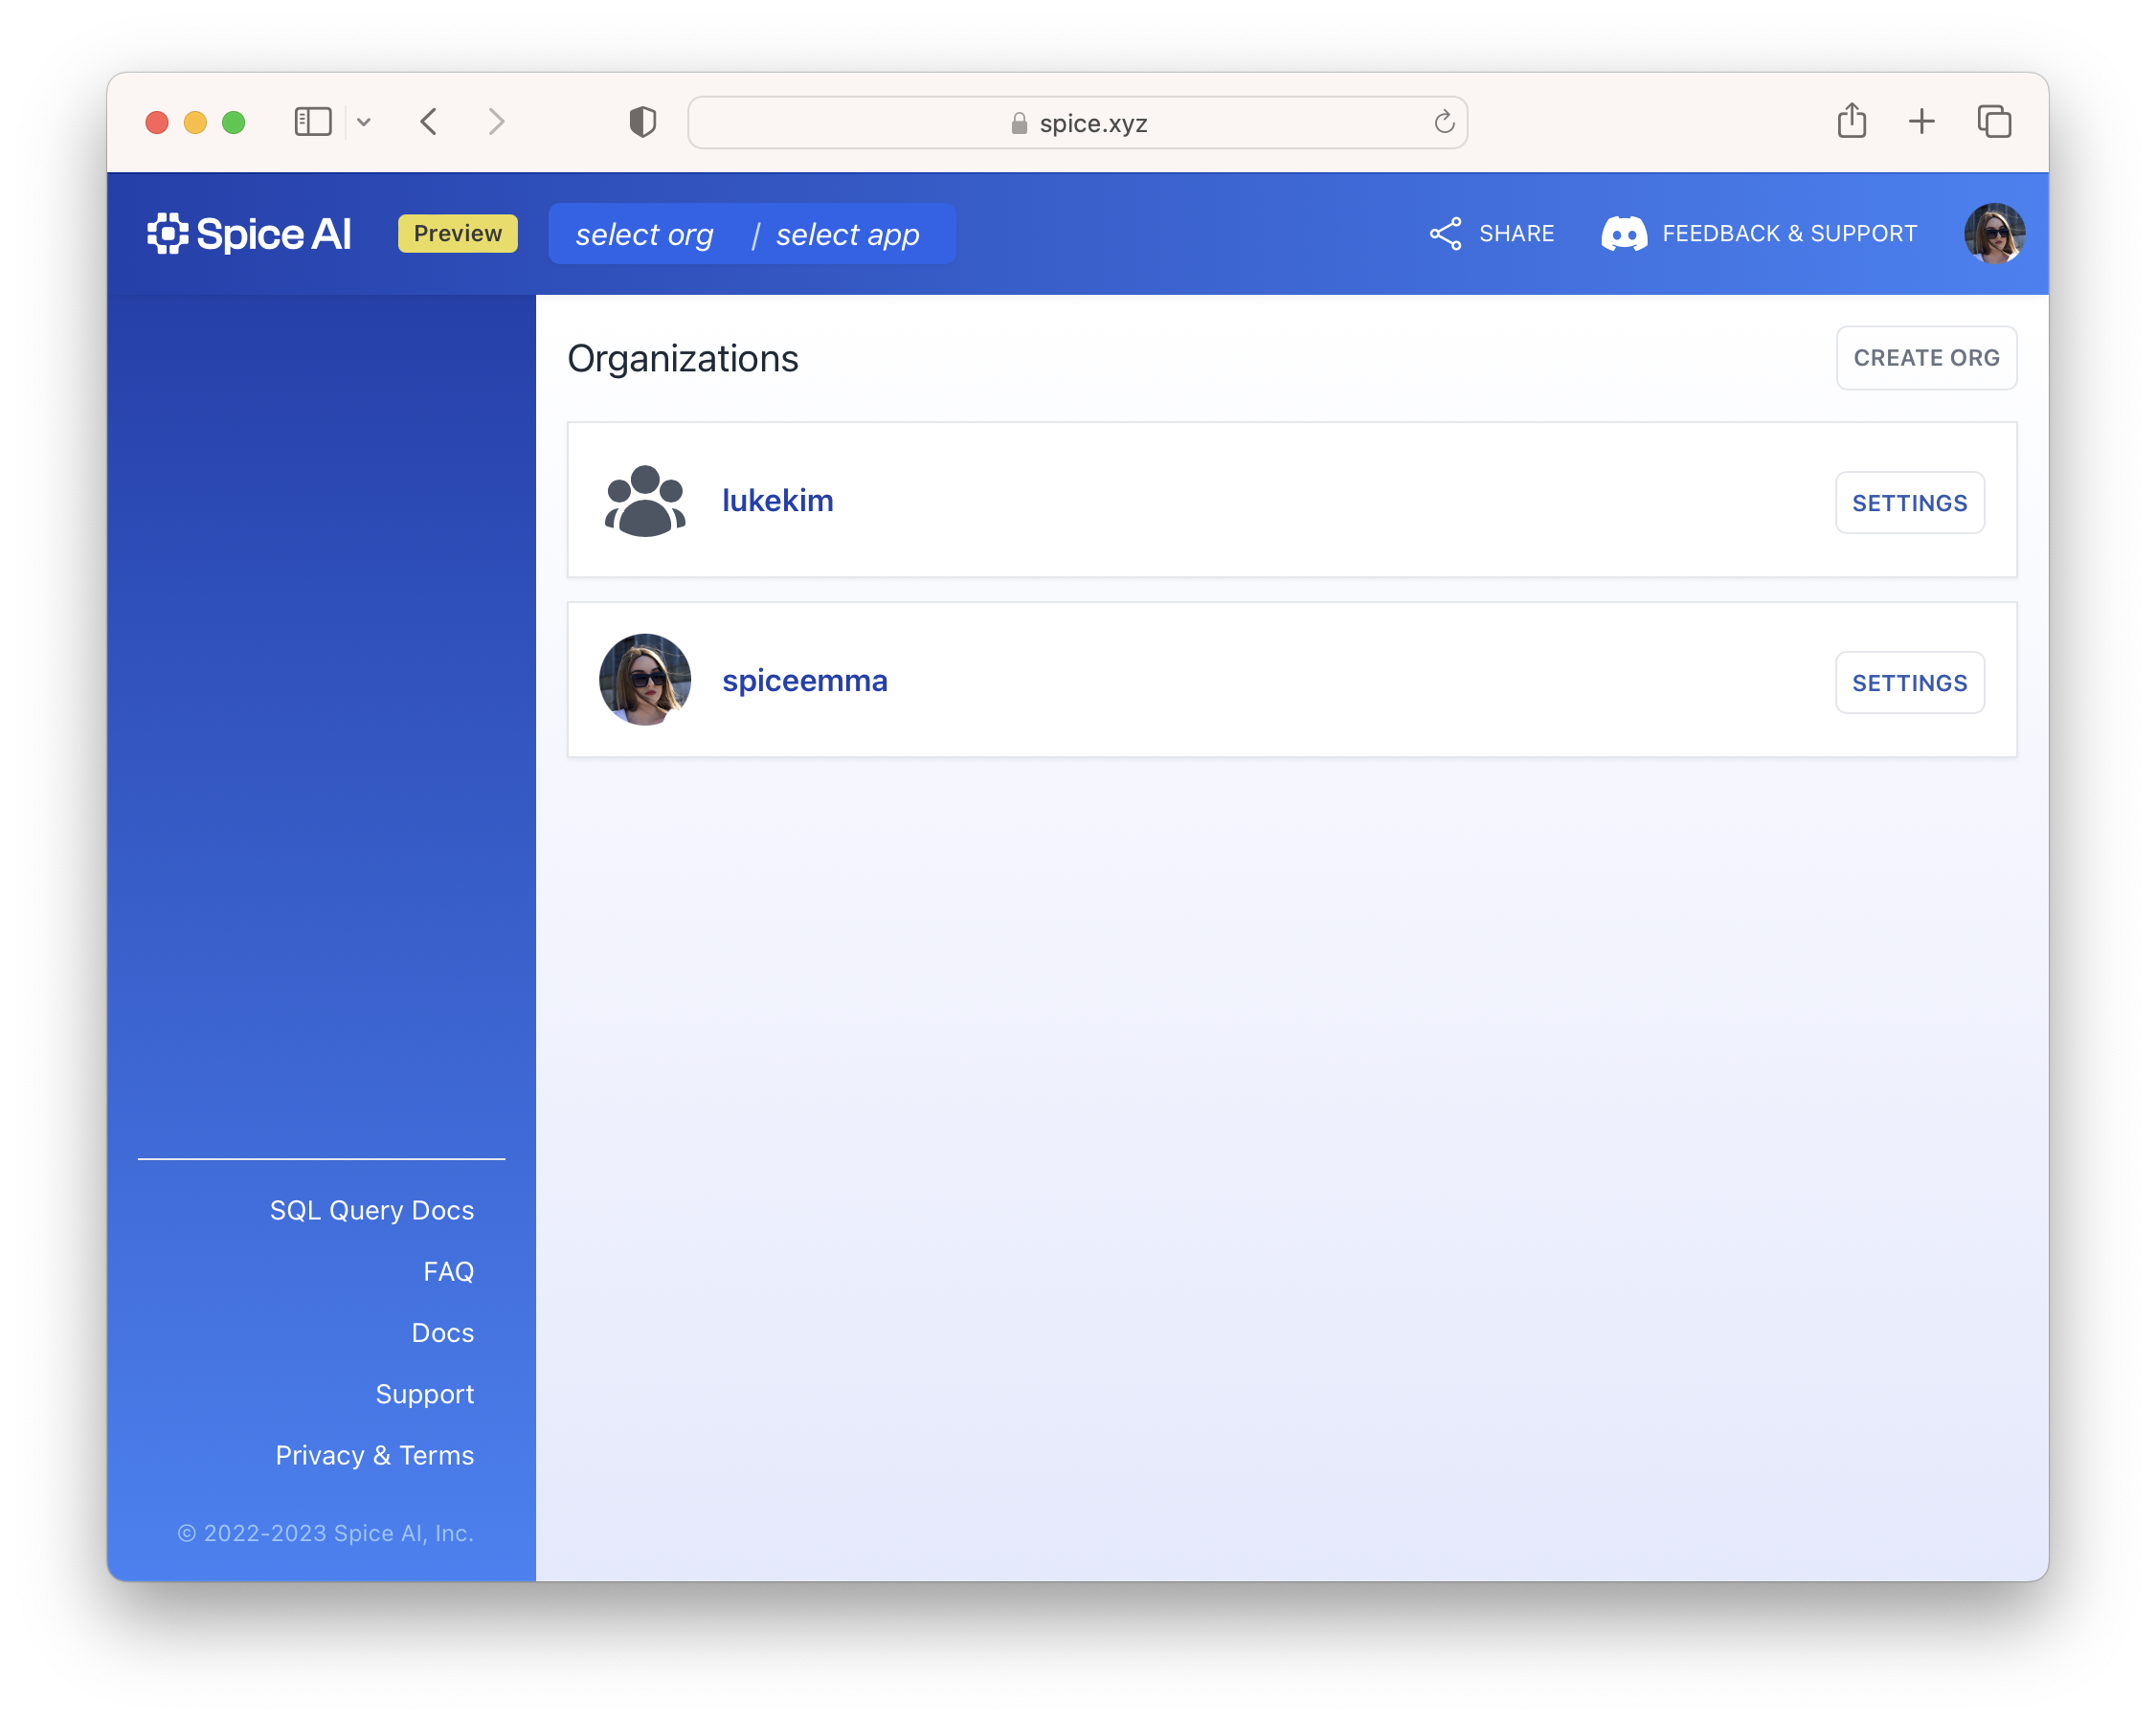 spice.xyz
Spice AI
Preview
select org / select app
SHARE
FEEDBACK & SUPPORT
Organizations
CREATE ORG
lukekim
SETTINGS
spiceemma
SETTINGS
SQL Query Docs
FAQ
Docs
Support
Privacy & Terms
© 2022-2023 Spice AI, Inc.